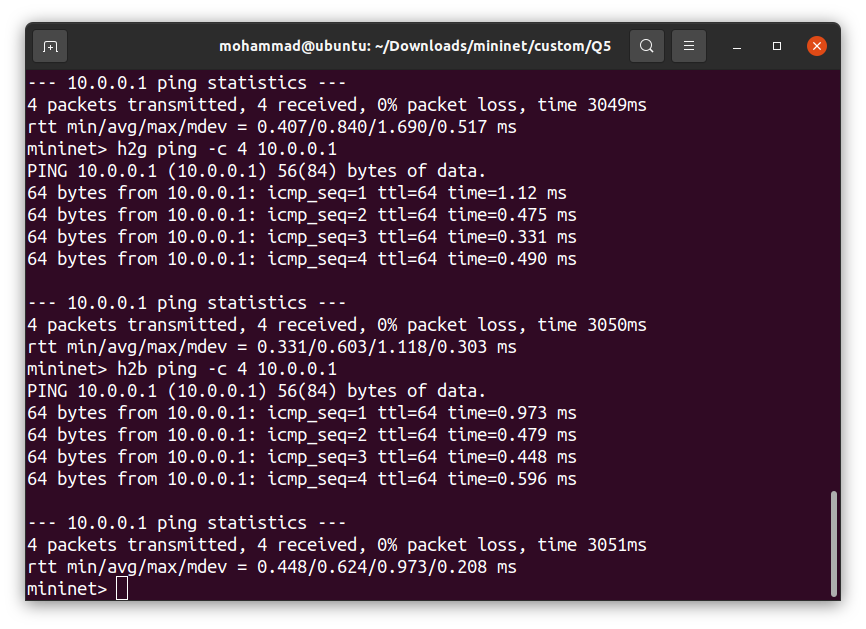 mohammad@ubuntu: ~/Downloads/mininet/custom/Q5
--- 10.0.0.1 ping statistics ---
4 packets transmitted, 4 received, 0% packet loss, time 3049ms
rtt min/avg/max/mdev = 0.407/0.840/1.690/0.517 ms
mininet> h2g ping -c 4 10.0.0.1
PING 10.0.0.1 (10.0.0.1) 56(84) bytes of data.
64 bytes from 10.0.0.1: icmp_seq=1 ttl=64 time=1.12 ms
64 bytes from 10.0.0.1: icmp_seq=2 ttl=64 time=0.475 ms
64 bytes from 10.0.0.1: icmp_seq=3 ttl=64 time=0.331 ms
64 bytes from 10.0.0.1: icmp_seq=4 ttl=64 time=0.490 ms

--- 10.0.0.1 ping statistics ---
4 packets transmitted, 4 received, 0% packet loss, time 3050ms
rtt min/avg/max/mdev = 0.331/0.603/1.118/0.303 ms
mininet> h2b ping -c 4 10.0.0.1
PING 10.0.0.1 (10.0.0.1) 56(84) bytes of data.
64 bytes from 10.0.0.1: icmp_seq=1 ttl=64 time=0.973 ms
64 bytes from 10.0.0.1: icmp_seq=2 ttl=64 time=0.479 ms
64 bytes from 10.0.0.1: icmp_seq=3 ttl=64 time=0.448 ms
64 bytes from 10.0.0.1: icmp_seq=4 ttl=64 time=0.596 ms

--- 10.0.0.1 ping statistics ---
4 packets transmitted, 4 received, 0% packet loss, time 3051ms
rtt min/avg/max/mdev = 0.448/0.624/0.973/0.208 ms
mininet>